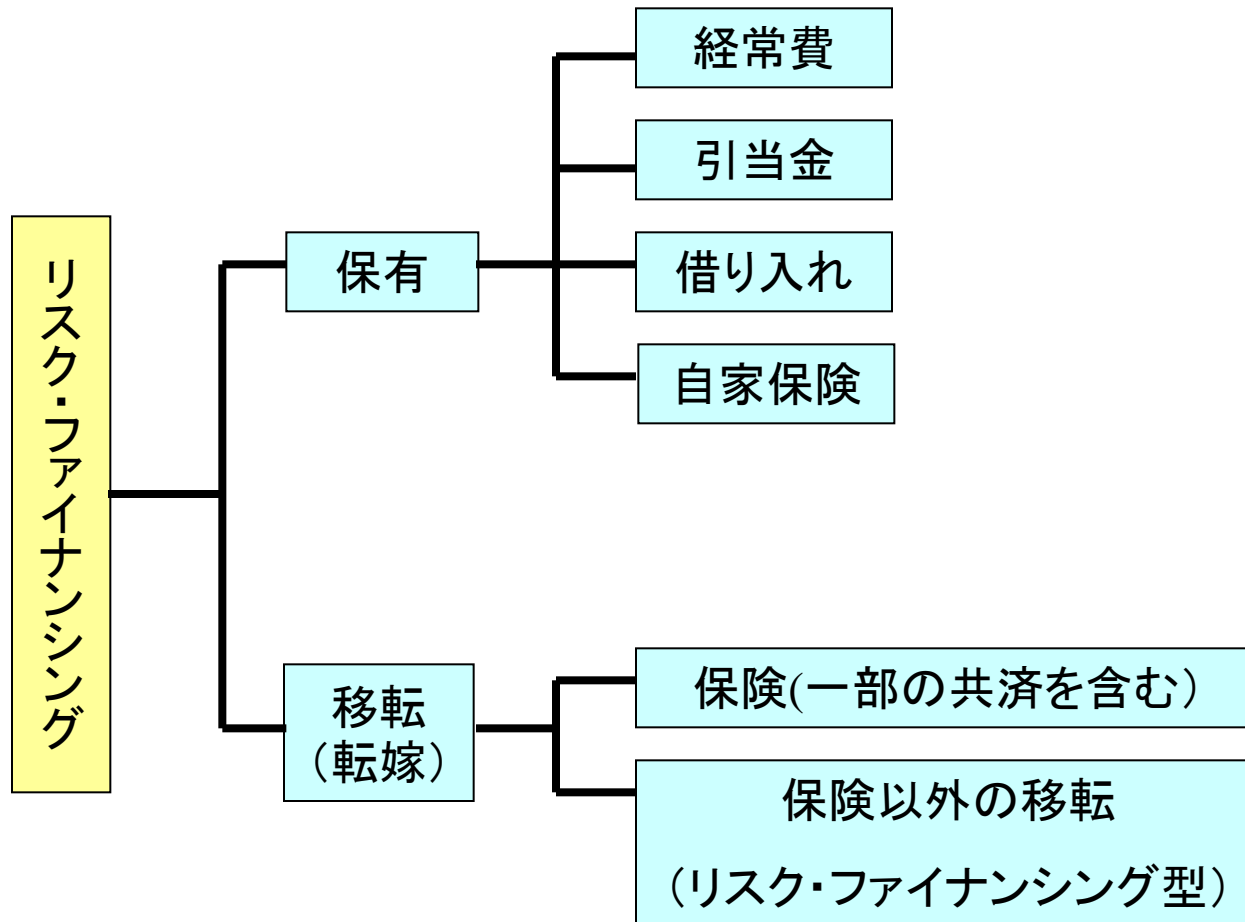 リスク・ファイナンシング
保有
経常費
引当金
借り入れ
自家保険
移転
（転嫁）
保険(一部の共済を含む）
保険以外の移転
（リスク・ファイナンシング型）